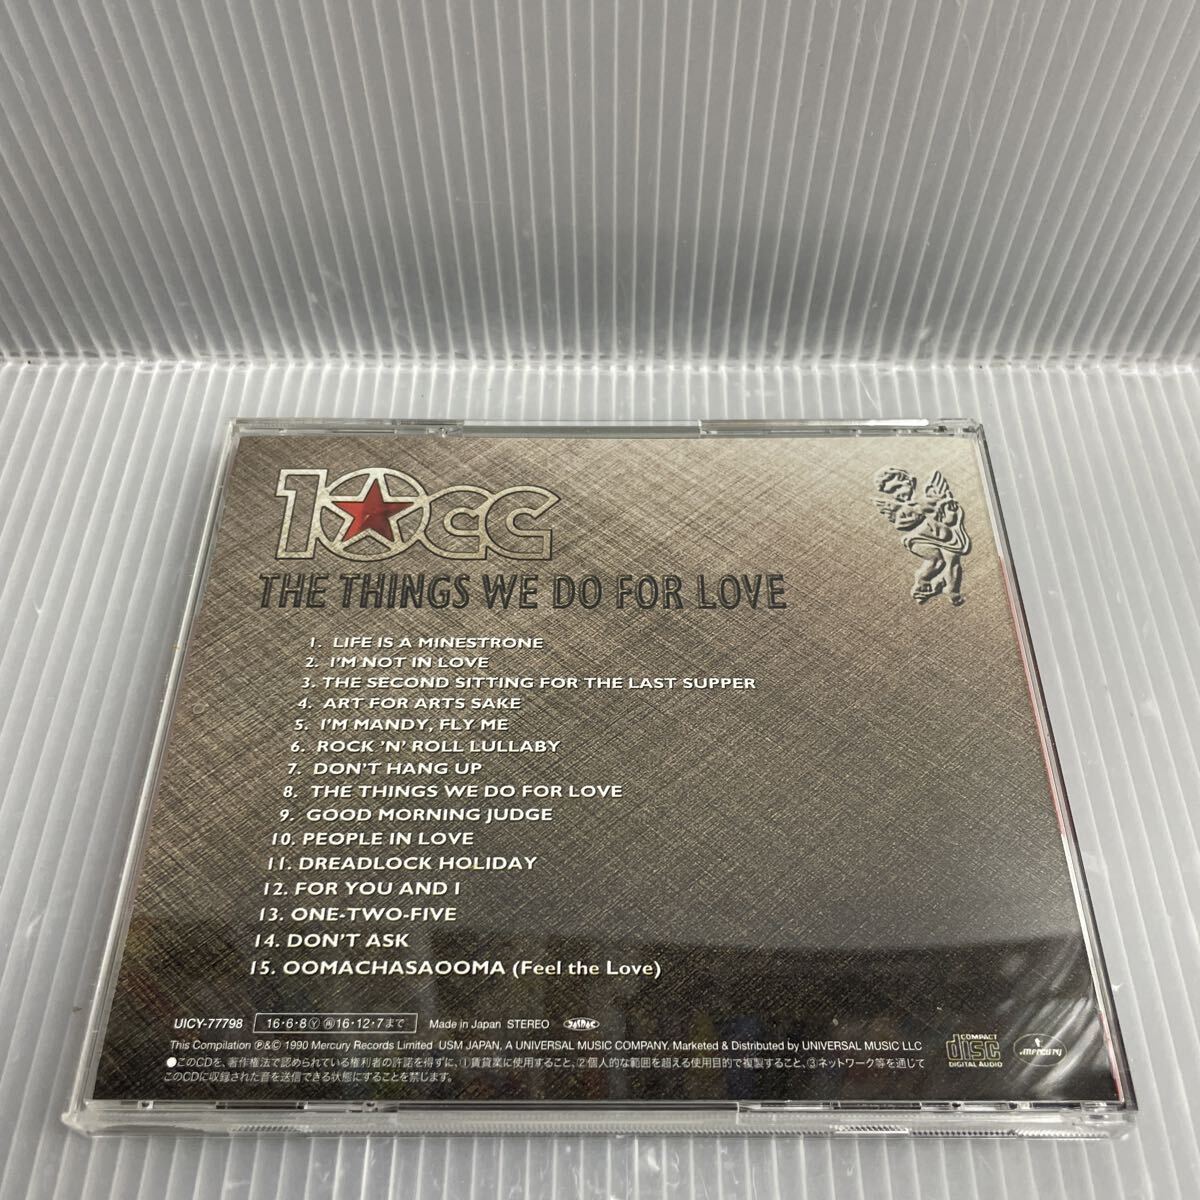 10cc
THE THINGS WE DO FOR LOVE
1. LIFE IS A MINESTRONE
2. I'M NOT IN LOVE
3. THE SECOND SITTING FOR THE LAST SUPPER
4. ART FOR ARTS SAKE
5. I'M MANDY, FLY ME
6. ROCK 'N' ROLL LULLABY
7. DON'T HANG UP
8. THE THINGS WE DO FOR LOVE
9. GOOD MORNING JUDGE
10. PEOPLE IN LOVE
11. DREADLOCK HOLIDAY
12. FOR YOU AND I
13. ONE-TWO-FIVE
14. DON'T ASK
15. OOMACHASAOOMA (Feel the Love)
UICY-77798 16・6・8 Ⓨ ㊞16・12・7まで Made in Japan STEREO JASRAC
This Compilation Ⓟ&© 1990 Mercury Records Limited USM JAPAN, A UNIVERSAL MUSIC COMPANY. Marketed & Distributed by UNIVERSAL MUSIC LLC
●このCDを、著作権法で認められている権利者の許諾を得ずに、①賃貸業に使用すること、②個人的な範囲を超える使用目的で複製すること、③ネットワーク等を通じて
このCDに収録された音を送信できる状態にすることを禁じます。
COMPACT
disc
DIGITAL AUDIO
mercury